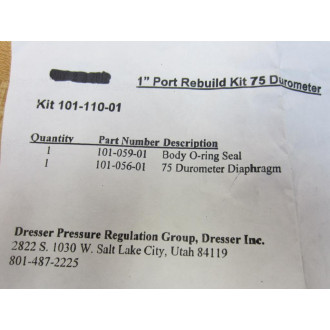 1" Port Rebuild Kit 75 Durometer
Kit 101-110-01
Quantity Part Number Description
1 101-059-01 Body O-ring Seal
1 101-056-01 75 Durometer Diaphragm
Dresser Pressure Regulation Group, Dresser Inc.
2822 S. 1030 W. Salt Lake City, Utah 84119
801-487-2225